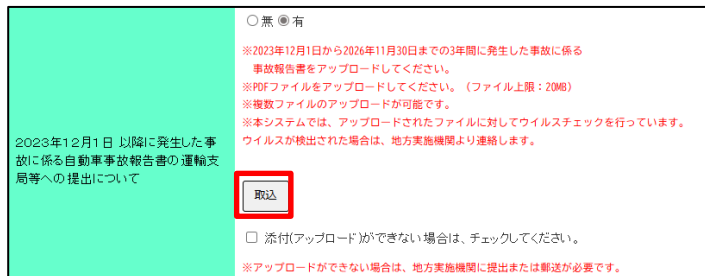 ○無 ◉有
※2023年12月1日から2026年11月30日までの3年間に発生した事故に係る
事故報告書をアップロードしてください。
※PDFファイルをアップロードしてください。（ファイル上限：20MB）
※複数ファイルのアップロードが可能です。
※本システムでは、アップロードされたファイルに対してウイルスチェックを行っています。
ウイルスが検出された場合は、地方実施機関より連絡します。
2023年12月1日 以降に発生した事
故に係る自動車事故報告書の運輸支
局等への提出について
取込
□ 添付(アップロード)ができない場合は、チェックしてください。
※アップロードができない場合は、地方実施機関に提出または郵送が必要です。